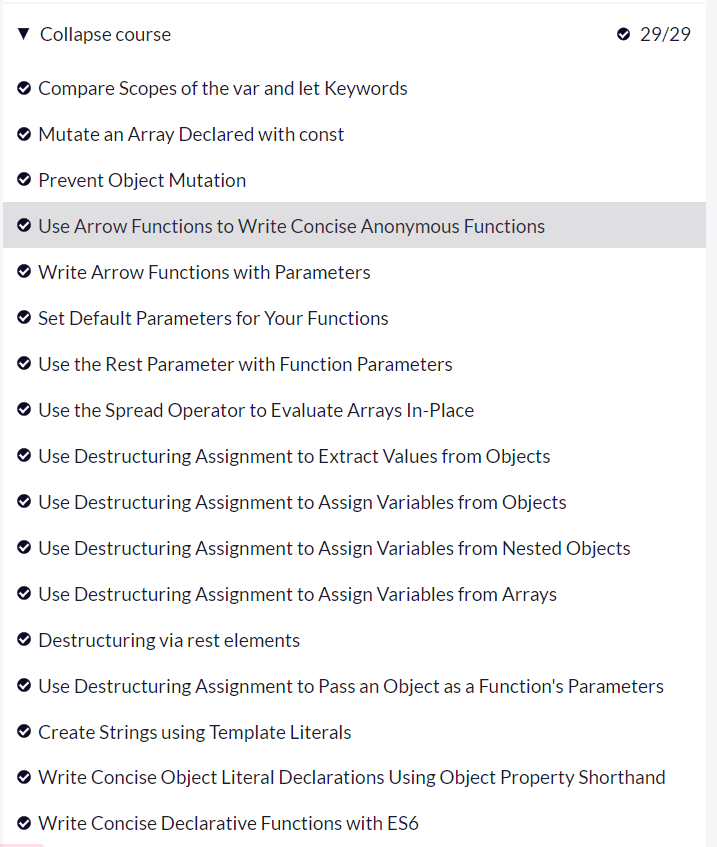 Collapse course 29/29
Compare Scopes of the var and let Keywords
Mutate an Array Declared with const
Prevent Object Mutation
Use Arrow Functions to Write Concise Anonymous Functions
Write Arrow Functions with Parameters
Set Default Parameters for Your Functions
Use the Rest Parameter with Function Parameters
Use the Spread Operator to Evaluate Arrays In-Place
Use Destructuring Assignment to Extract Values from Objects
Use Destructuring Assignment to Assign Variables from Objects
Use Destructuring Assignment to Assign Variables from Nested Objects
Use Destructuring Assignment to Assign Variables from Arrays
Destructuring via rest elements
Use Destructuring Assignment to Pass an Object as a Function's Parameters
Create Strings using Template Literals
Write Concise Object Literal Declarations Using Object Property Shorthand
Write Concise Declarative Functions with ES6